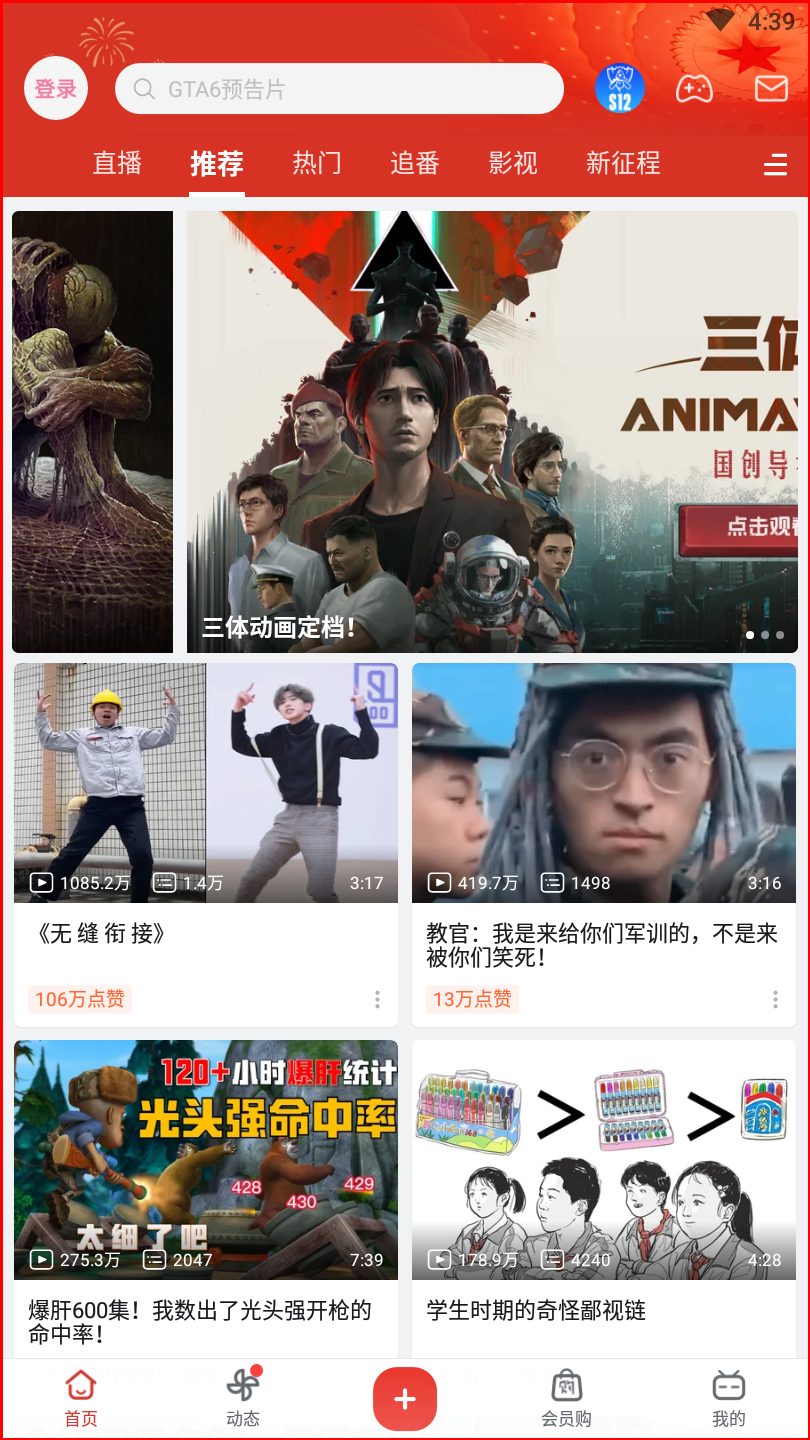 4:39
登录
GTA6预告片
S12
直播
推荐
热门
追番
影视
新征程
三体
ANIMA
国创导
点击观看
三体动画定档!
1085.2万
1.4万
3:17
419.7万
1498
3:16
《无 缝 衔 接》
教官：我是来给你们军训的，不是来
被你们笑死！
106万点赞
13万点赞
120+小时爆肝统计
光头强命中率
428
430
429
太细了吧
275.3万
2047
7:39
178.9万
4240
4:28
爆肝600集！我数出了光头强开枪的
命中率！
学生时期的奇怪鄙视链
首页
动态
购
会员购
我的